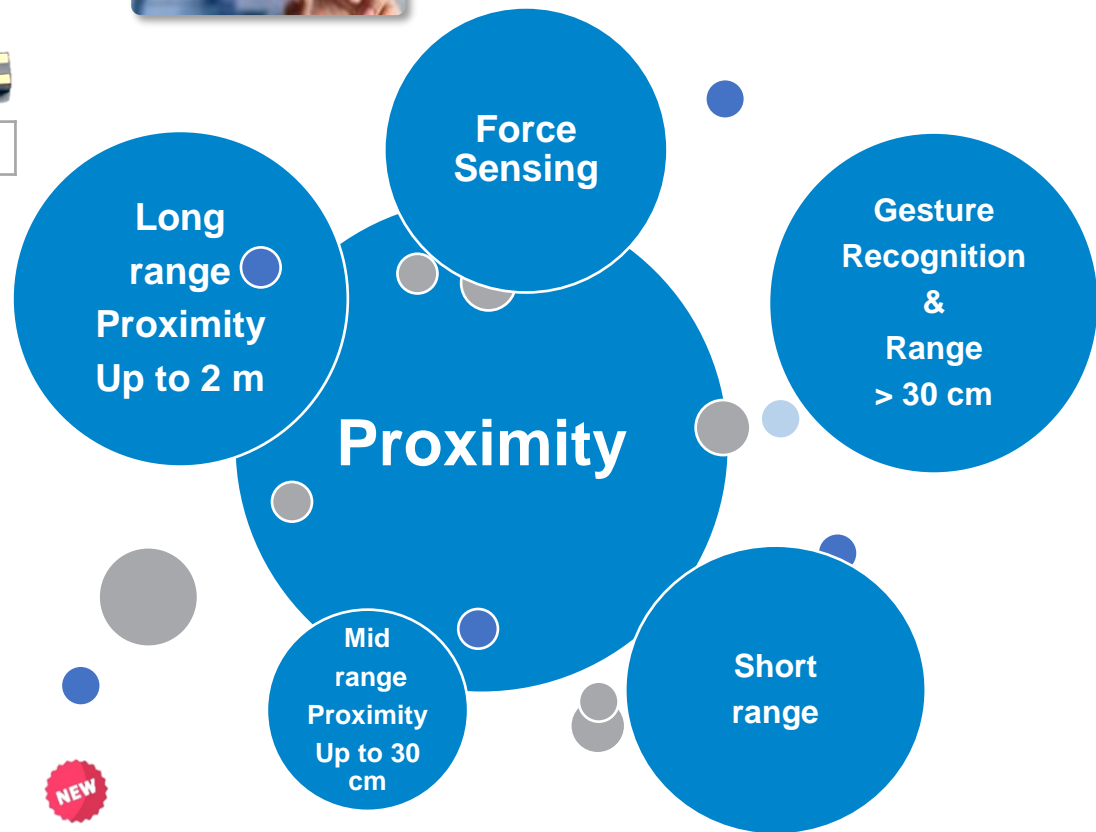 Force
Sensing
Long
range
Proximity
Up to 2 m
Gesture
Recognition
&
Range
> 30 cm
Proximity
Mid
range
Proximity
Up to 30
cm
Short
range
NEW